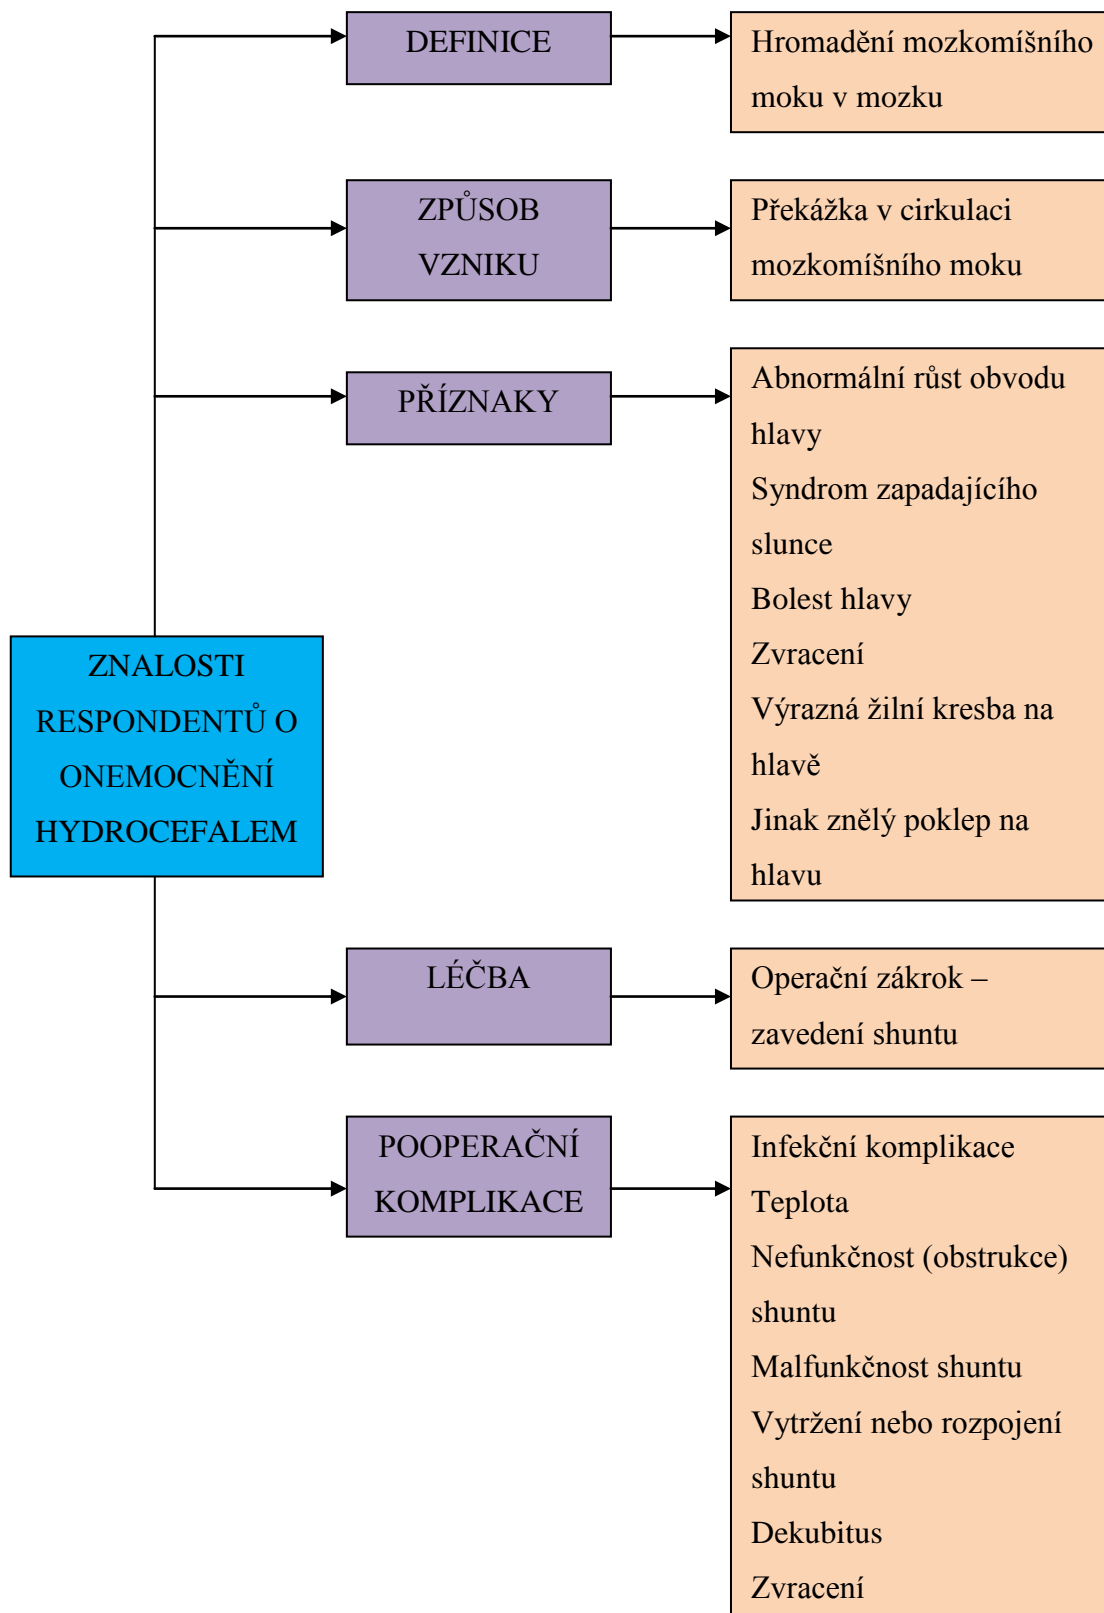 DEFINICE
Hromadění mozkomíšního
moku v mozku
ZPŮSOB
VZNIKU
Překážka v cirkulaci
mozkomíšního moku
PŘÍZNAKY
Abnormální růst obvodu
hlavy
Syndrom zapadajícího
slunce
Bolest hlavy
Zvracení
Výrazná žilní kresba na
hlavě
Jinak znělý poklep na
hlavu
ZNALOSTI
RESPONDENTŮ O
ONEMOCNĚNÍ
HYDROCEFALEM
LÉČBA
Operační zákrok –
zavedení shuntu
POOPERAČNÍ
KOMPLIKACE
Infekční komplikace
Teplota
Nefunkčnost (obstrukce)
shuntu
Malfunkčnost shuntu
Vytržení nebo rozpojení
shuntu
Dekubitus
Zvracení